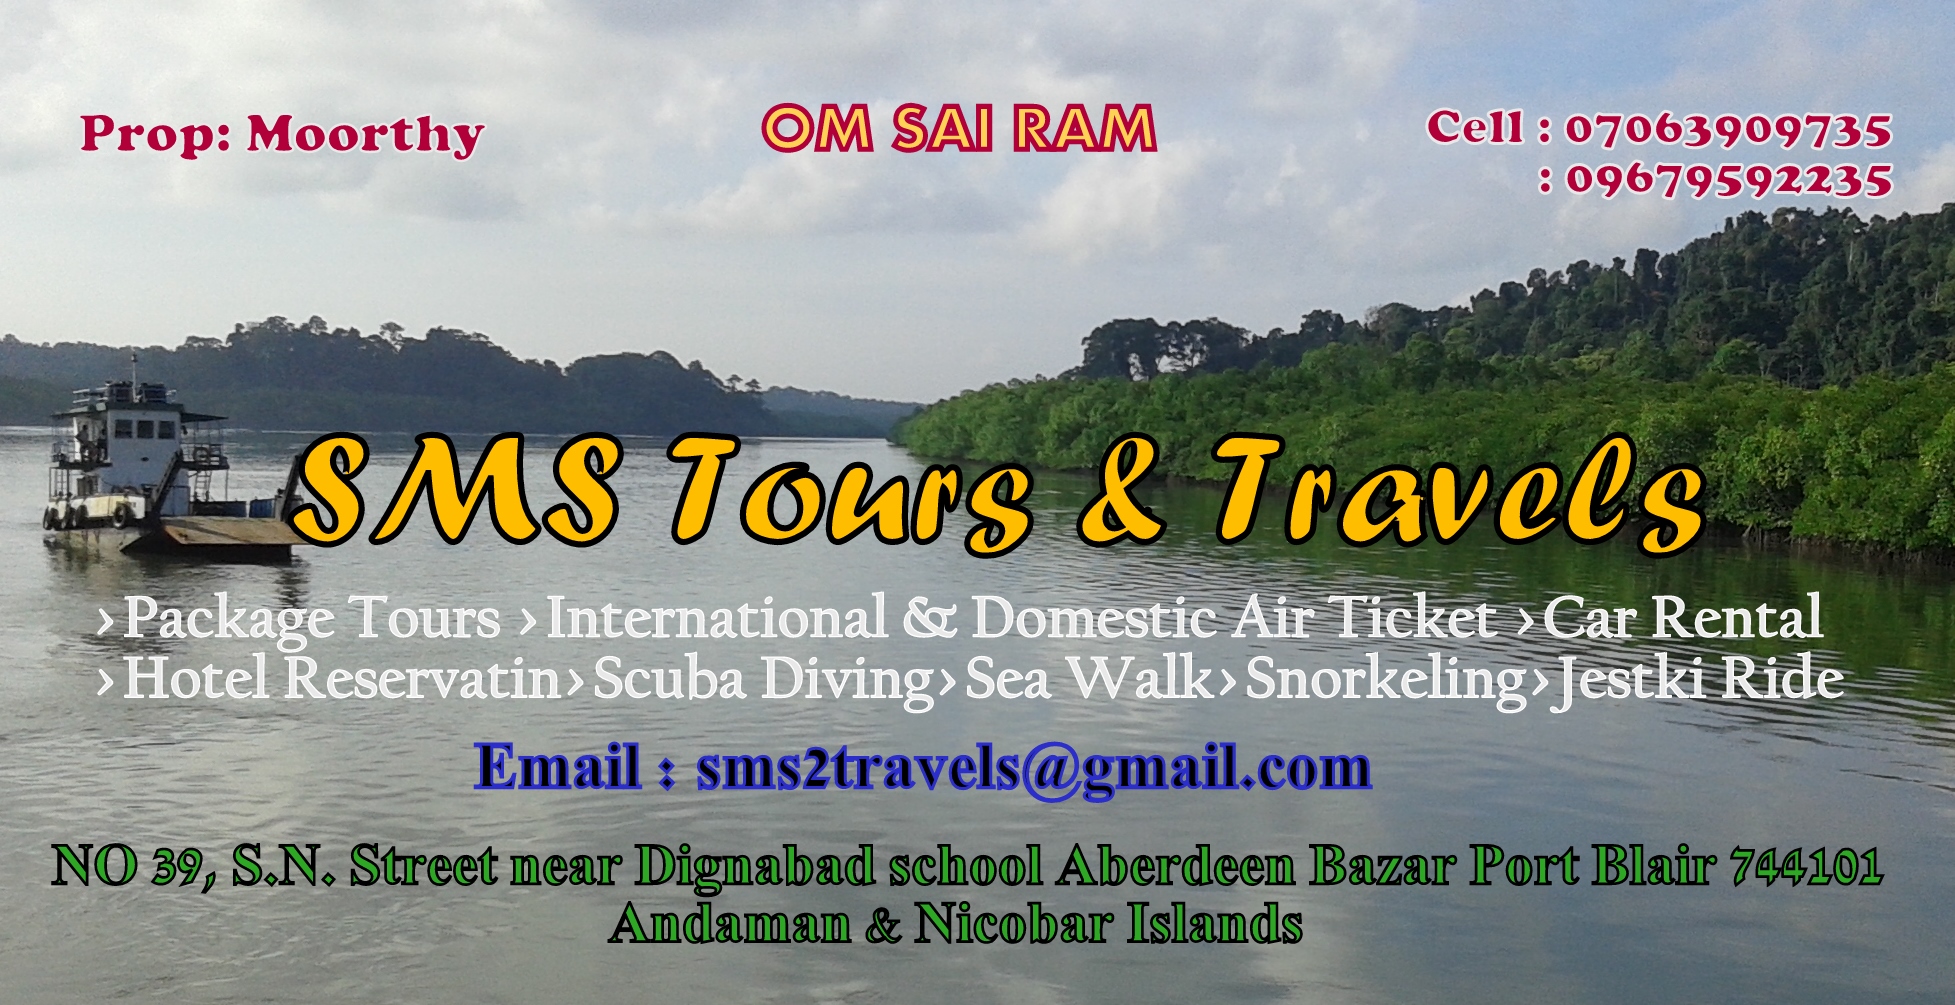 Prop: Moorthy
OM SAI RAM
Cell : 07063909735
: 09679592235
SMS Tours & Travels
›Package Tours ›International & Domestic Air Ticket ›Car Rental
›Hotel Reservatin›Scuba Diving›Sea Walk›Snorkeling›Jestki Ride
Email : sms2travels@gmail.com
NO 39, S.N. Street near Dignabad school Aberdeen Bazar Port Blair 744101
Andaman & Nicobar Islands